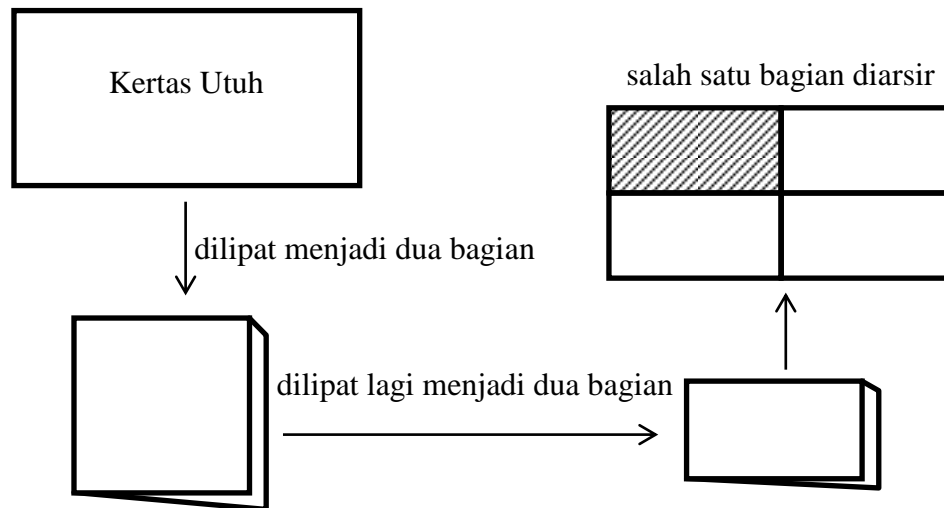 Kertas Utuh
dilipat menjadi dua bagian
dilipat lagi menjadi dua bagian
salah satu bagian diarsir